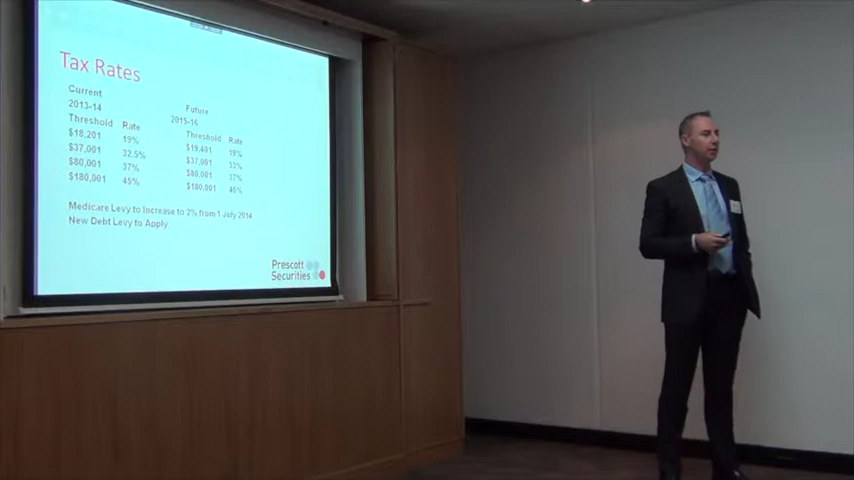 Tax Rates
Current
2013-14
Threshold Rate
$18,201 19%
$37,001 32.5%
$80,001 37%
$180,001 45%
Future
2015-16
Threshold Rate
$19,401 19%
$37,001 33%
$80,001 37%
$180,001 45%
Medicare Levy to Increase to 2% from 1 July 2014
New Debt Levy to Apply
Prescott
Securities